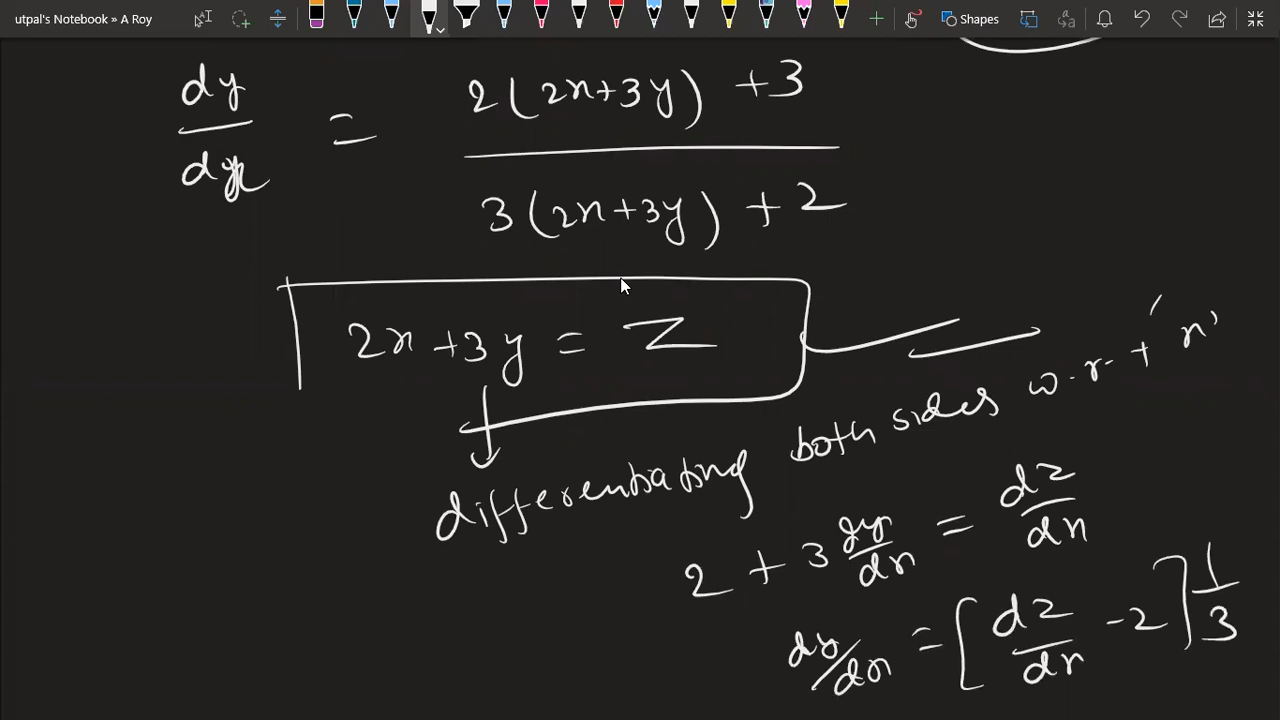 utpal's Notebook » A Roy
Shapes
dy/dx = 2(2x+3y) +3 / 3(2x+3y) +2
2x +3y = Z
differentiating both sides w.r.t 'x'
2 + 3 dy/dx = dz/dx
dy/dx = [dz/dx -2] 1/3